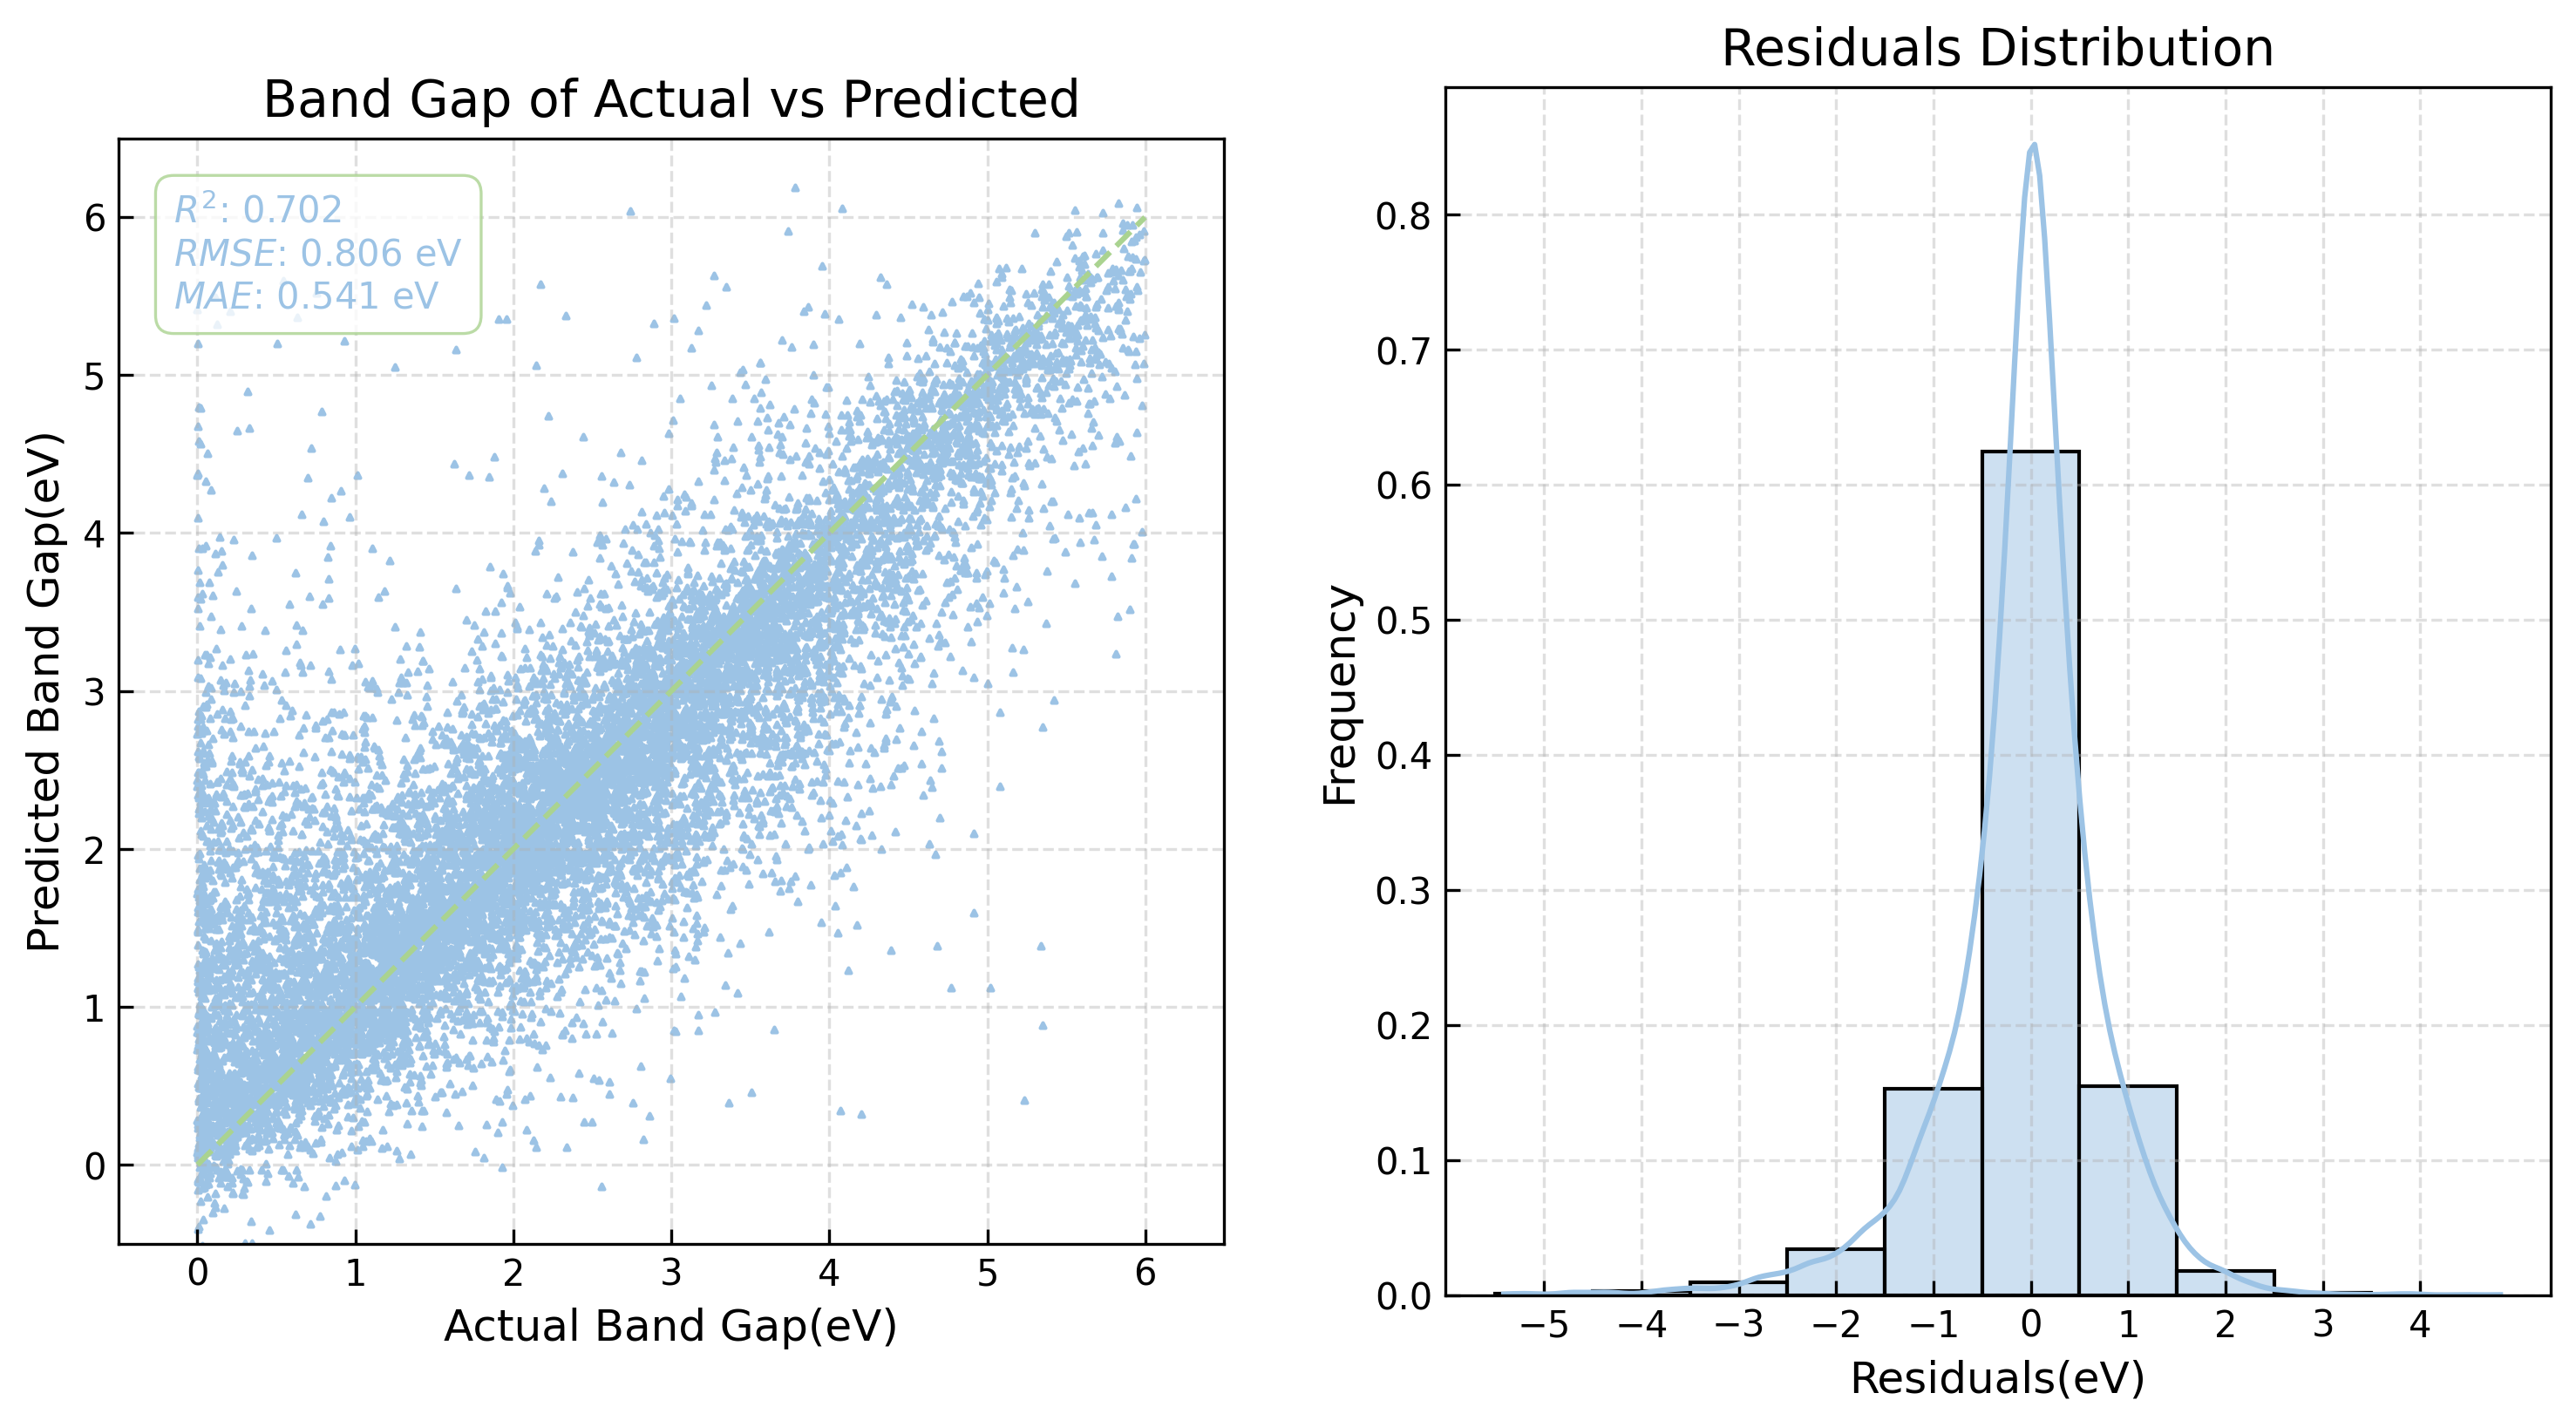 Band Gap of Actual vs Predicted
R²: 0.702
RMSE: 0.806 eV
MAE: 0.541 eV
Predicted Band Gap(eV)
6
5
4
3
2
1
0
0 1 2 3 4 5 6
Actual Band Gap(eV)
Residuals Distribution
Frequency
0.8
0.7
0.6
0.5
0.4
0.3
0.2
0.1
0.0
−5 −4 −3 −2 −1 0 1 2 3 4
Residuals(eV)